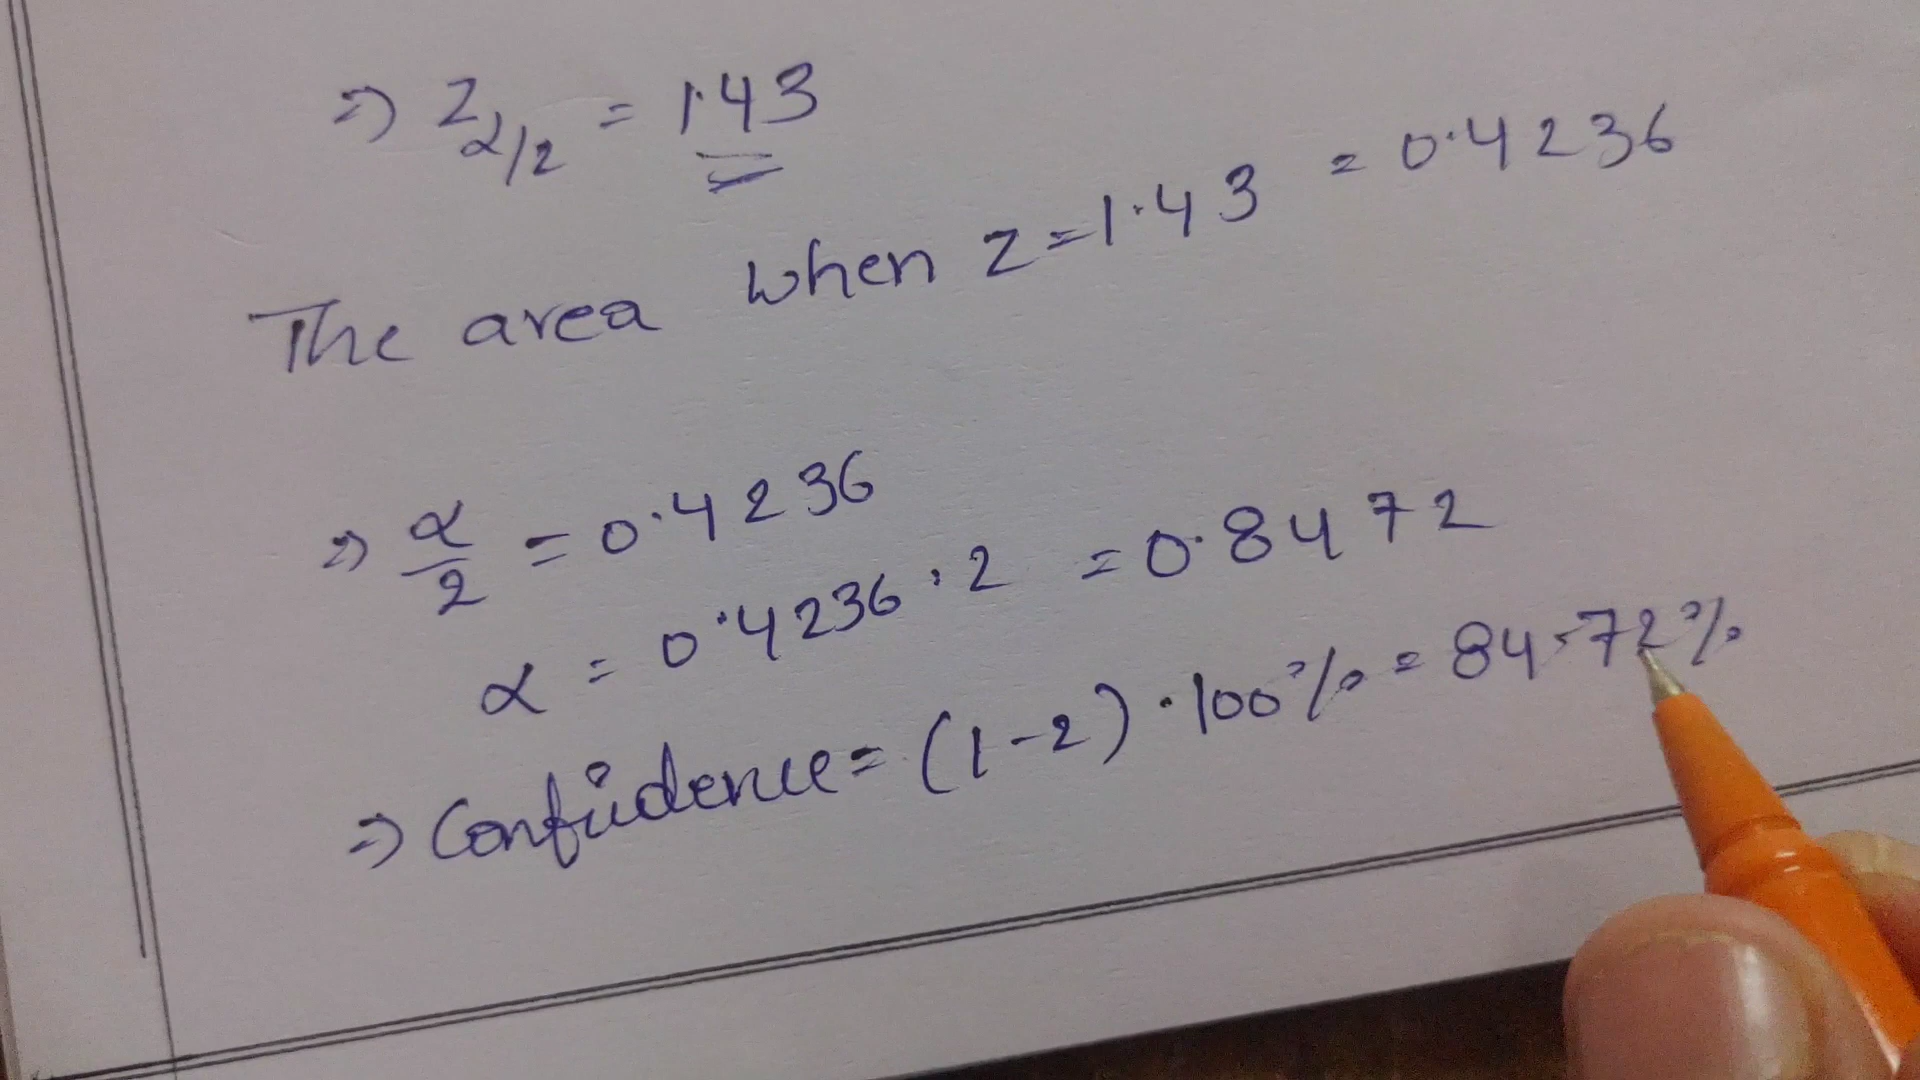 ⇒ Z α/2 = 1.43
The area when z = 1.43 = 0.4236
⇒ α/2 = 0.4236
α = 0.4236 . 2 = 0.8472
⇒ Confidence = (1-2) . 100% = 84.72%